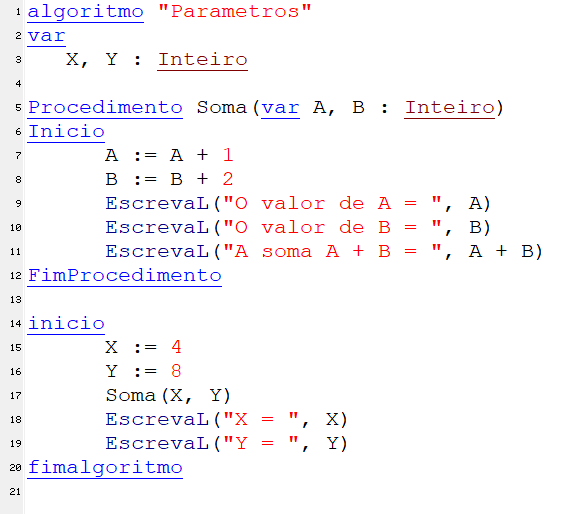 1 algoritmo "Parametros"
2 var
3 X, Y : Inteiro
4
5 Procedimento Soma(var A, B : Inteiro)
6 Inicio
7 A := A + 1
8 B := B + 2
9 EscrevaL("O valor de A = ", A)
10 EscrevaL("O valor de B = ", B)
11 EscrevaL("A soma A + B = ", A + B)
12 FimProcedimento
13
14 inicio
15 X := 4
16 Y := 8
17 Soma(X, Y)
18 EscrevaL("X = ", X)
19 EscrevaL("Y = ", Y)
20 fimalgoritmo
21